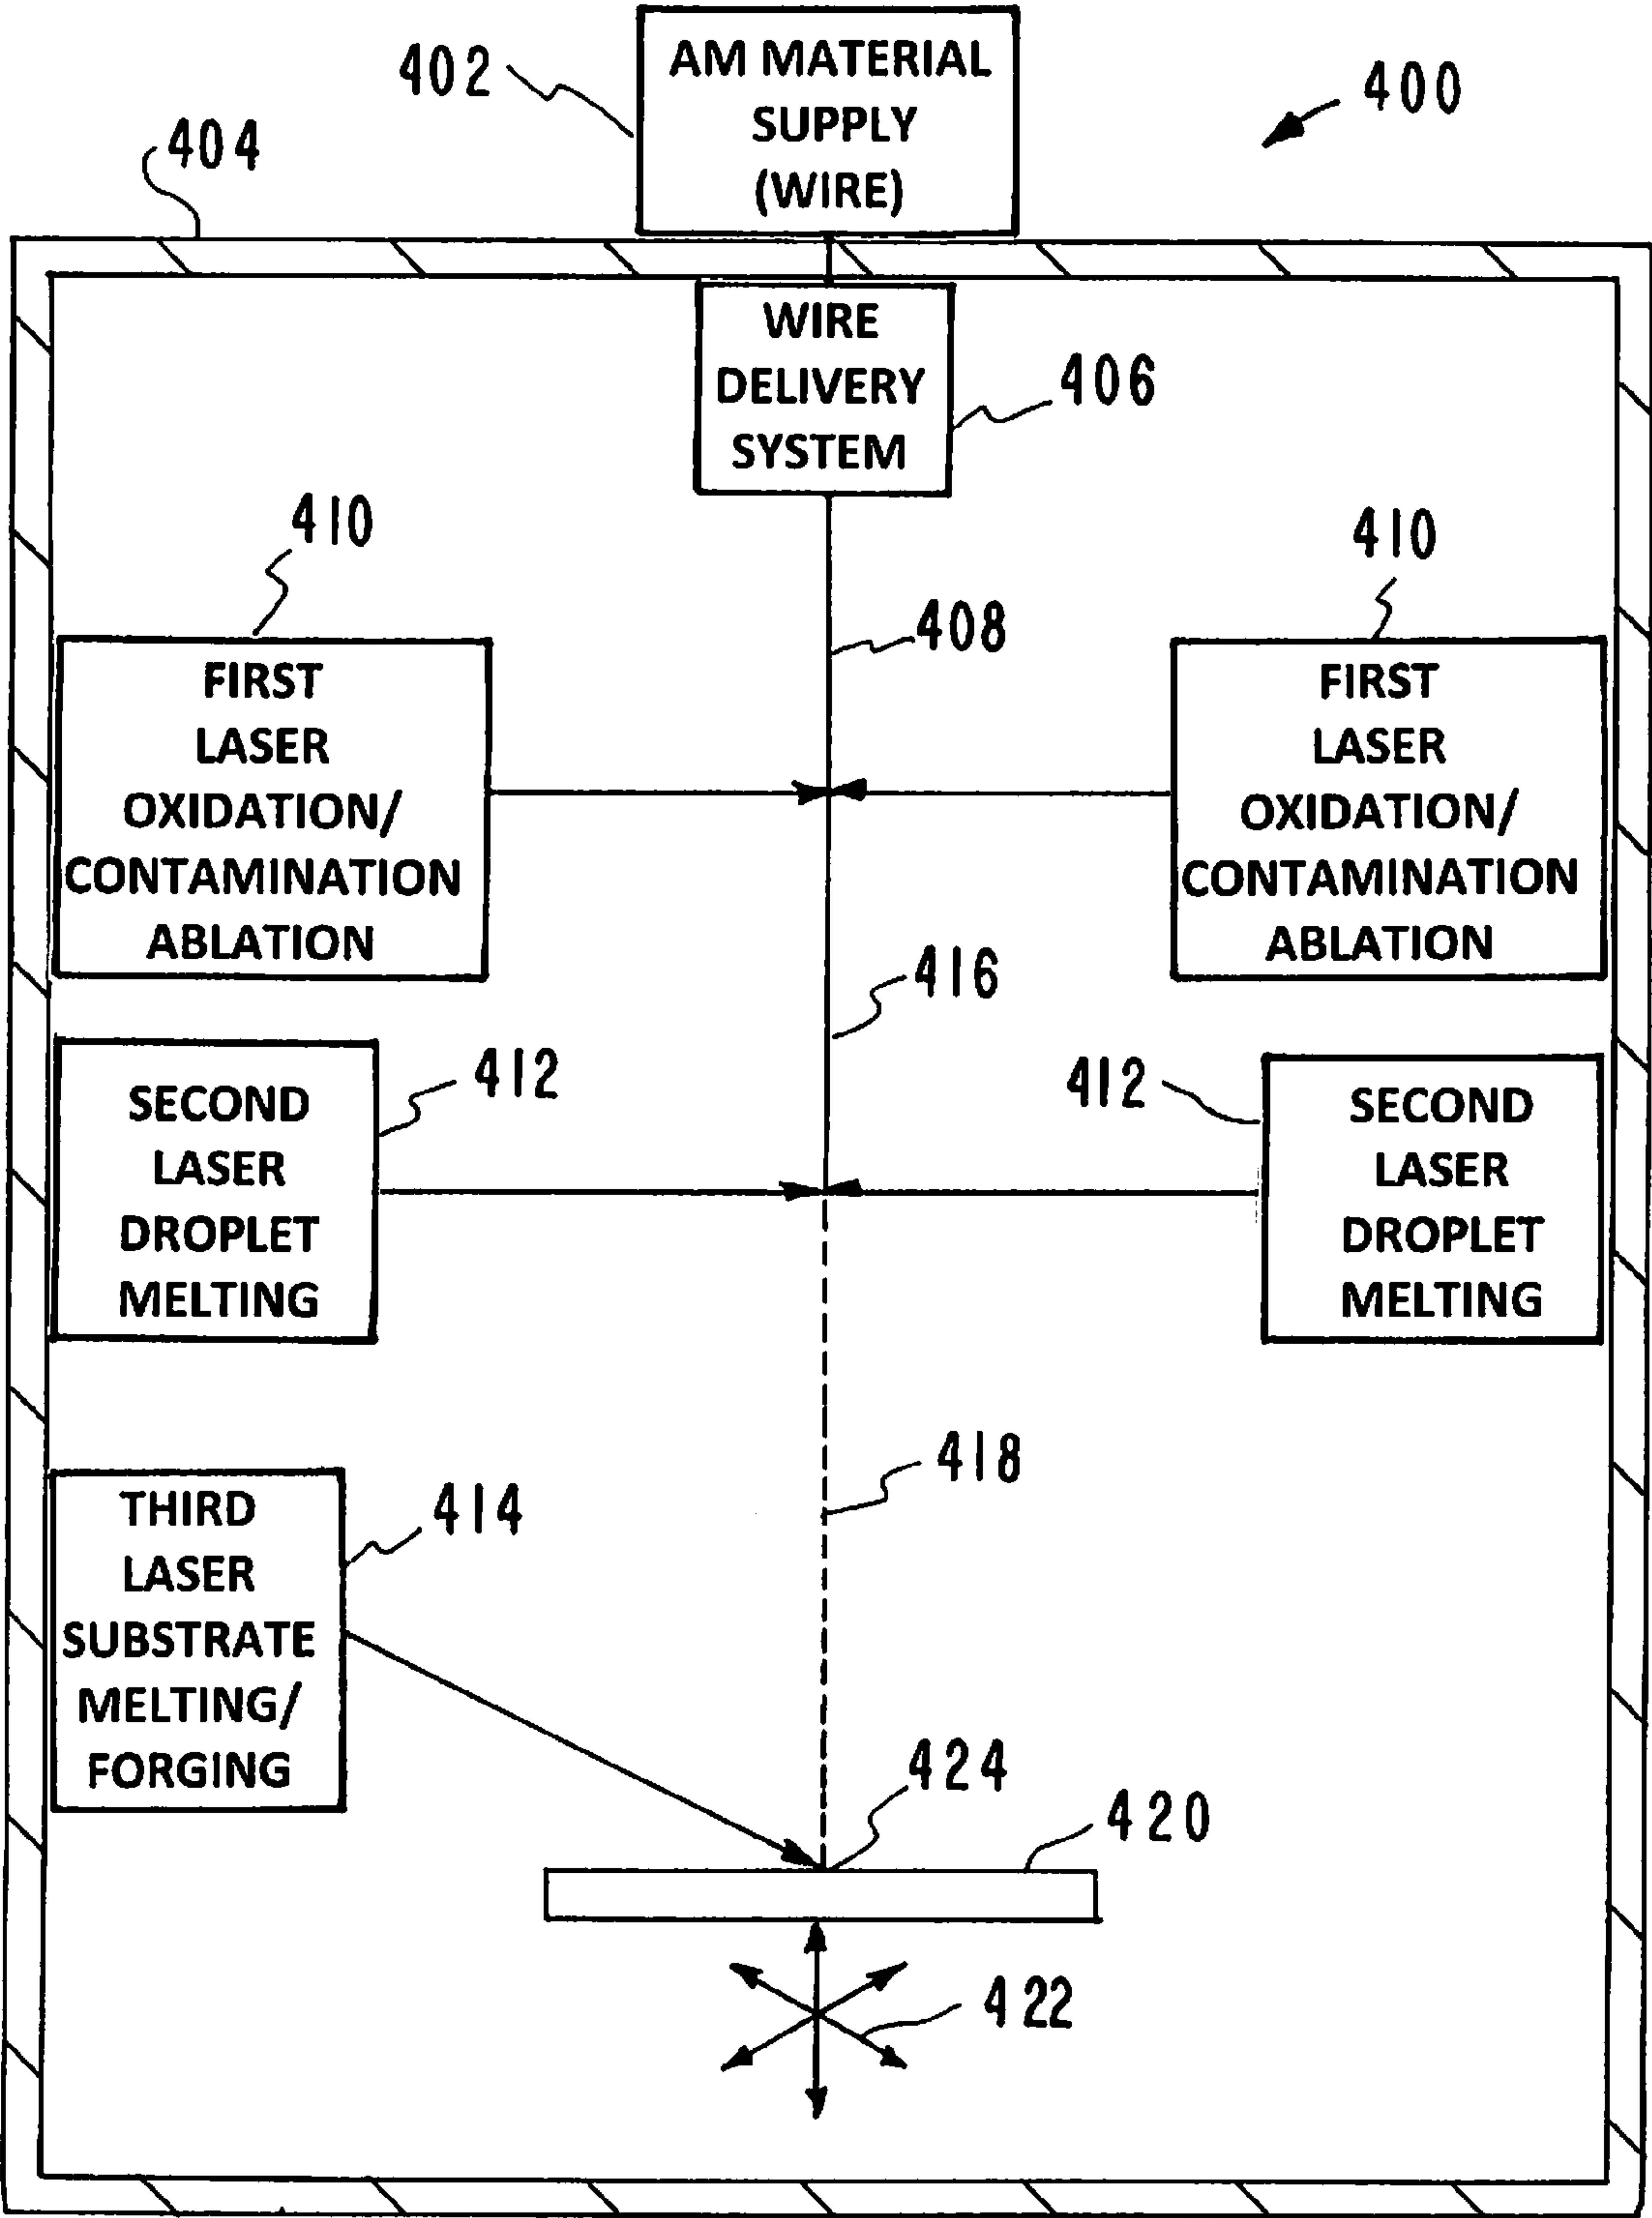 402
AM MATERIAL
SUPPLY
(WIRE)
400
404
WIRE
DELIVERY
SYSTEM
406
410
410
408
FIRST
LASER
OXIDATION/
CONTAMINATION
ABLATION
FIRST
LASER
OXIDATION/
CONTAMINATION
ABLATION
416
SECOND
LASER
DROPLET
MELTING
412
412
SECOND
LASER
DROPLET
MELTING
418
THIRD
LASER
SUBSTRATE
MELTING/
FORGING
414
424
420
422